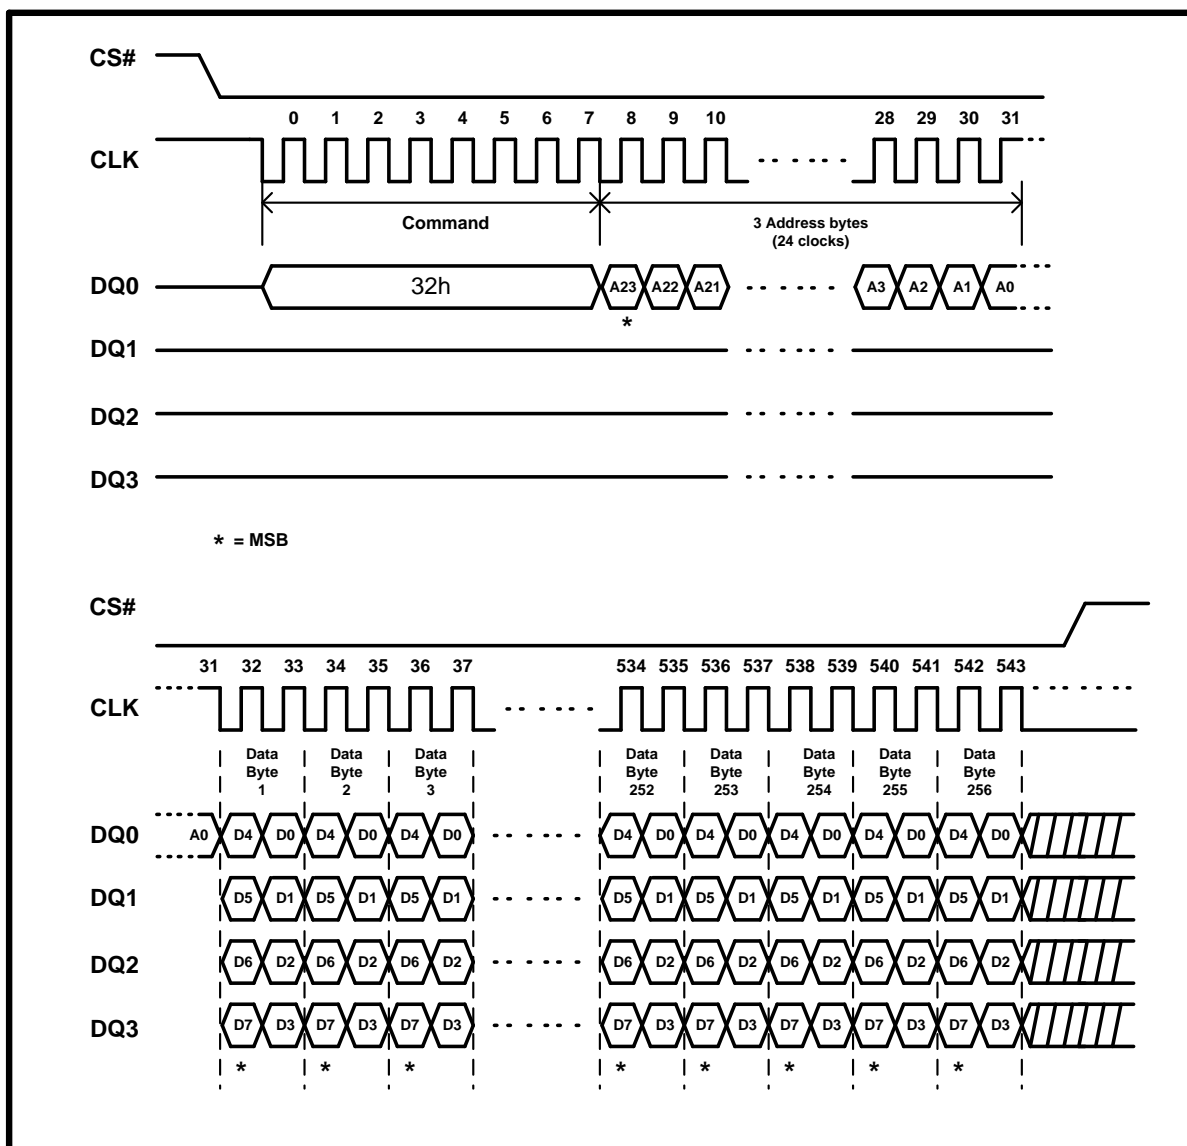 CS#
0 1 2 3 4 5 6 7 8 9 10 28 29 30 31
CLK
Command 3 Address bytes
(24 clocks)
DQ0 32h A23 A22 A21 A3 A2 A1 A0
*
DQ1
DQ2
DQ3
* = MSB
CS#
31 32 33 34 35 36 37 534 535 536 537 538 539 540 541 542 543
CLK
Data Data Data Data Data Data Data Data
Byte Byte Byte Byte Byte Byte Byte Byte
1 2 3 252 253 254 255 256
DQ0 A0 D4 D0 D4 D0 D4 D0 D4 D0 D4 D0 D4 D0 D4 D0 D4 D0
DQ1 D5 D1 D5 D1 D5 D1 D5 D1 D5 D1 D5 D1 D5 D1 D5 D1
DQ2 D6 D2 D6 D2 D6 D2 D6 D2 D6 D2 D6 D2 D6 D2 D6 D2
DQ3 D7 D3 D7 D3 D7 D3 D7 D3 D7 D3 D7 D3 D7 D3 D7 D3
* * * * * * * *